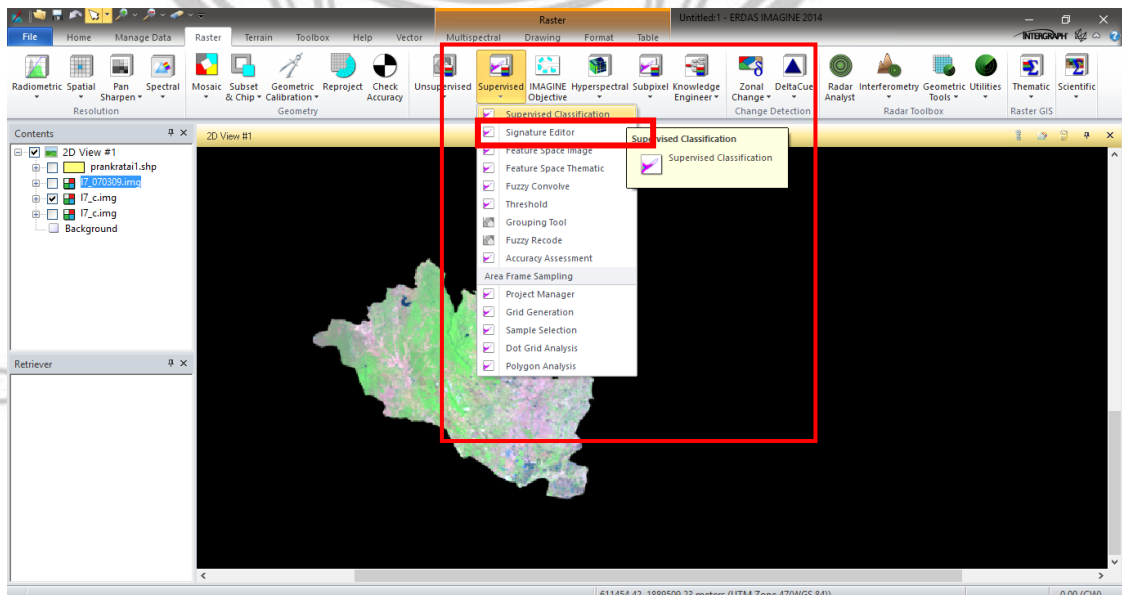 Raster
Untitled:1 - ERDAS IMAGINE 2014
File Home Manage Data Raster Terrain Toolbox Help Vector Multispectral Drawing Format Table
INTERGRAPH
Radiometric Spatial Pan Sharpen Spectral
Resolution
Mosaic Subset & Chip Geometric Calibration Reproject Check Accuracy
Geometry
Unsupervised Supervised IMAGINE Objective Hyperspectral Subpixel Knowledge Engineer
Zonal Change DeltaCue
Change Detection
Radar Analyst Interferometry Geometric Tools Utilities
Radar Toolbox
Thematic Scientific
Raster GIS
Contents
2D View #1
prankratai1.shp
l7_070309.img
l7_c.img
l7_c.img
Background
Retriever
2D View #1
Supervised Classification
Signature Editor
Feature Space Image
Feature Space Thematic
Fuzzy Convolve
Threshold
Grouping Tool
Fuzzy Recode
Accuracy Assessment
Area Frame Sampling
Project Manager
Grid Generation
Sample Selection
Dot Grid Analysis
Polygon Analysis
Supervised Classification
Supervised Classification
611454.42, 1889509.23 meters (UTM Zone 47(WGS 84))
0.00 (CW)